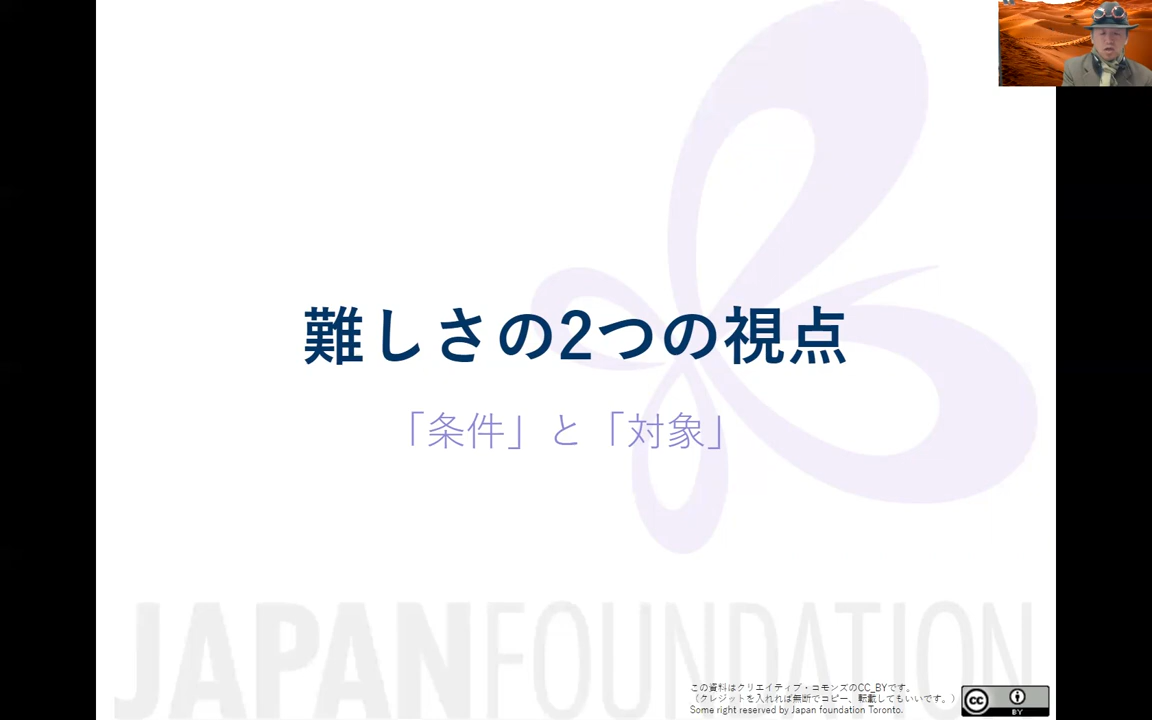 難しさの2つの視点
「条件」と「対象」
JAPANFOUNDATION
この資料はクリエイティブ・コモンズのCC_BYです。
(クレジットを入れれば無断でコピー、転載してもいいです。)
Some right reserved by Japan foundation Toronto.
cc
BY